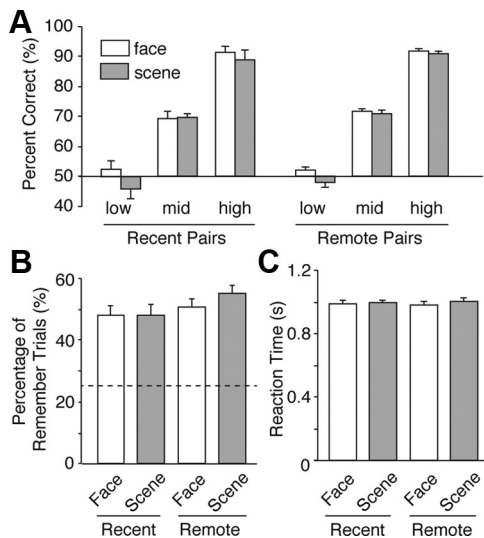 A
Percent Correct (%)
100
90
80
70
60
50
40
face
scene
low mid high low mid high
Recent Pairs Remote Pairs
B
Percentage of
Remember Trials (%)
60
40
20
0
Face Scene Face Scene
Recent Remote
C
Reaction Time (s)
1.2
0.8
0.4
0
Face Scene Face Scene
Recent Remote